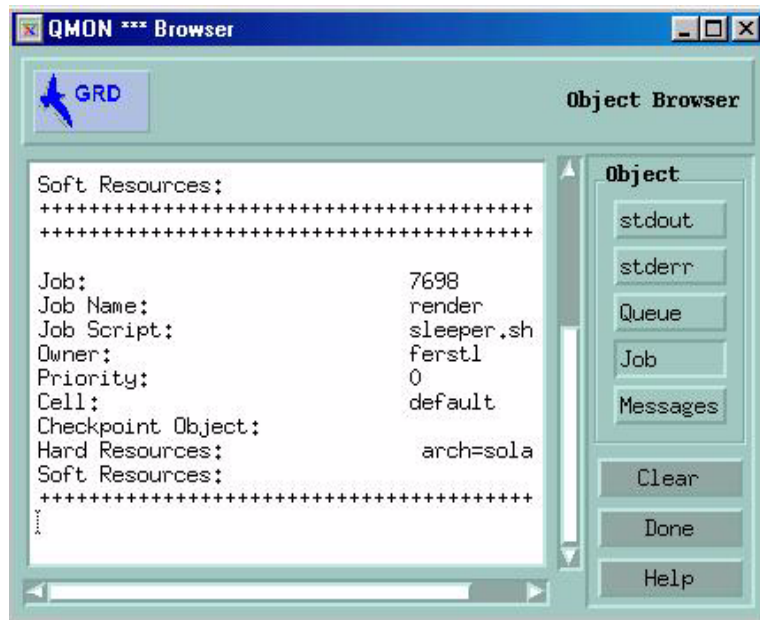 QMON *** Browser
GRD
Object Browser
Soft Resources:
++++++++++++++++++++++++++++++++++++++++
++++++++++++++++++++++++++++++++++++++++
Job: 7698
Job Name: render
Job Script: sleeper.sh
Owner: ferstl
Priority: 0
Cell: default
Checkpoint Object:
Hard Resources: arch=sola
Soft Resources:
++++++++++++++++++++++++++++++++++++++++
Object
stdout
stderr
Queue
Job
Messages
Clear
Done
Help